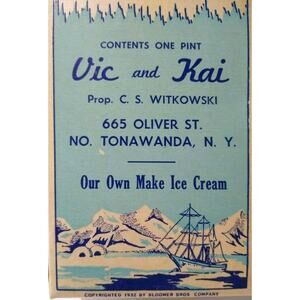 CONTENTS ONE PINT
Vic and Kai
Prop. C. S. WITKOWSKI
665 OLIVER ST.
NO. TONAWANDA, N. Y.
Our Own Make Ice Cream
COPYRIGHTED 1932 BY BLOOMER BROS. COMPANY